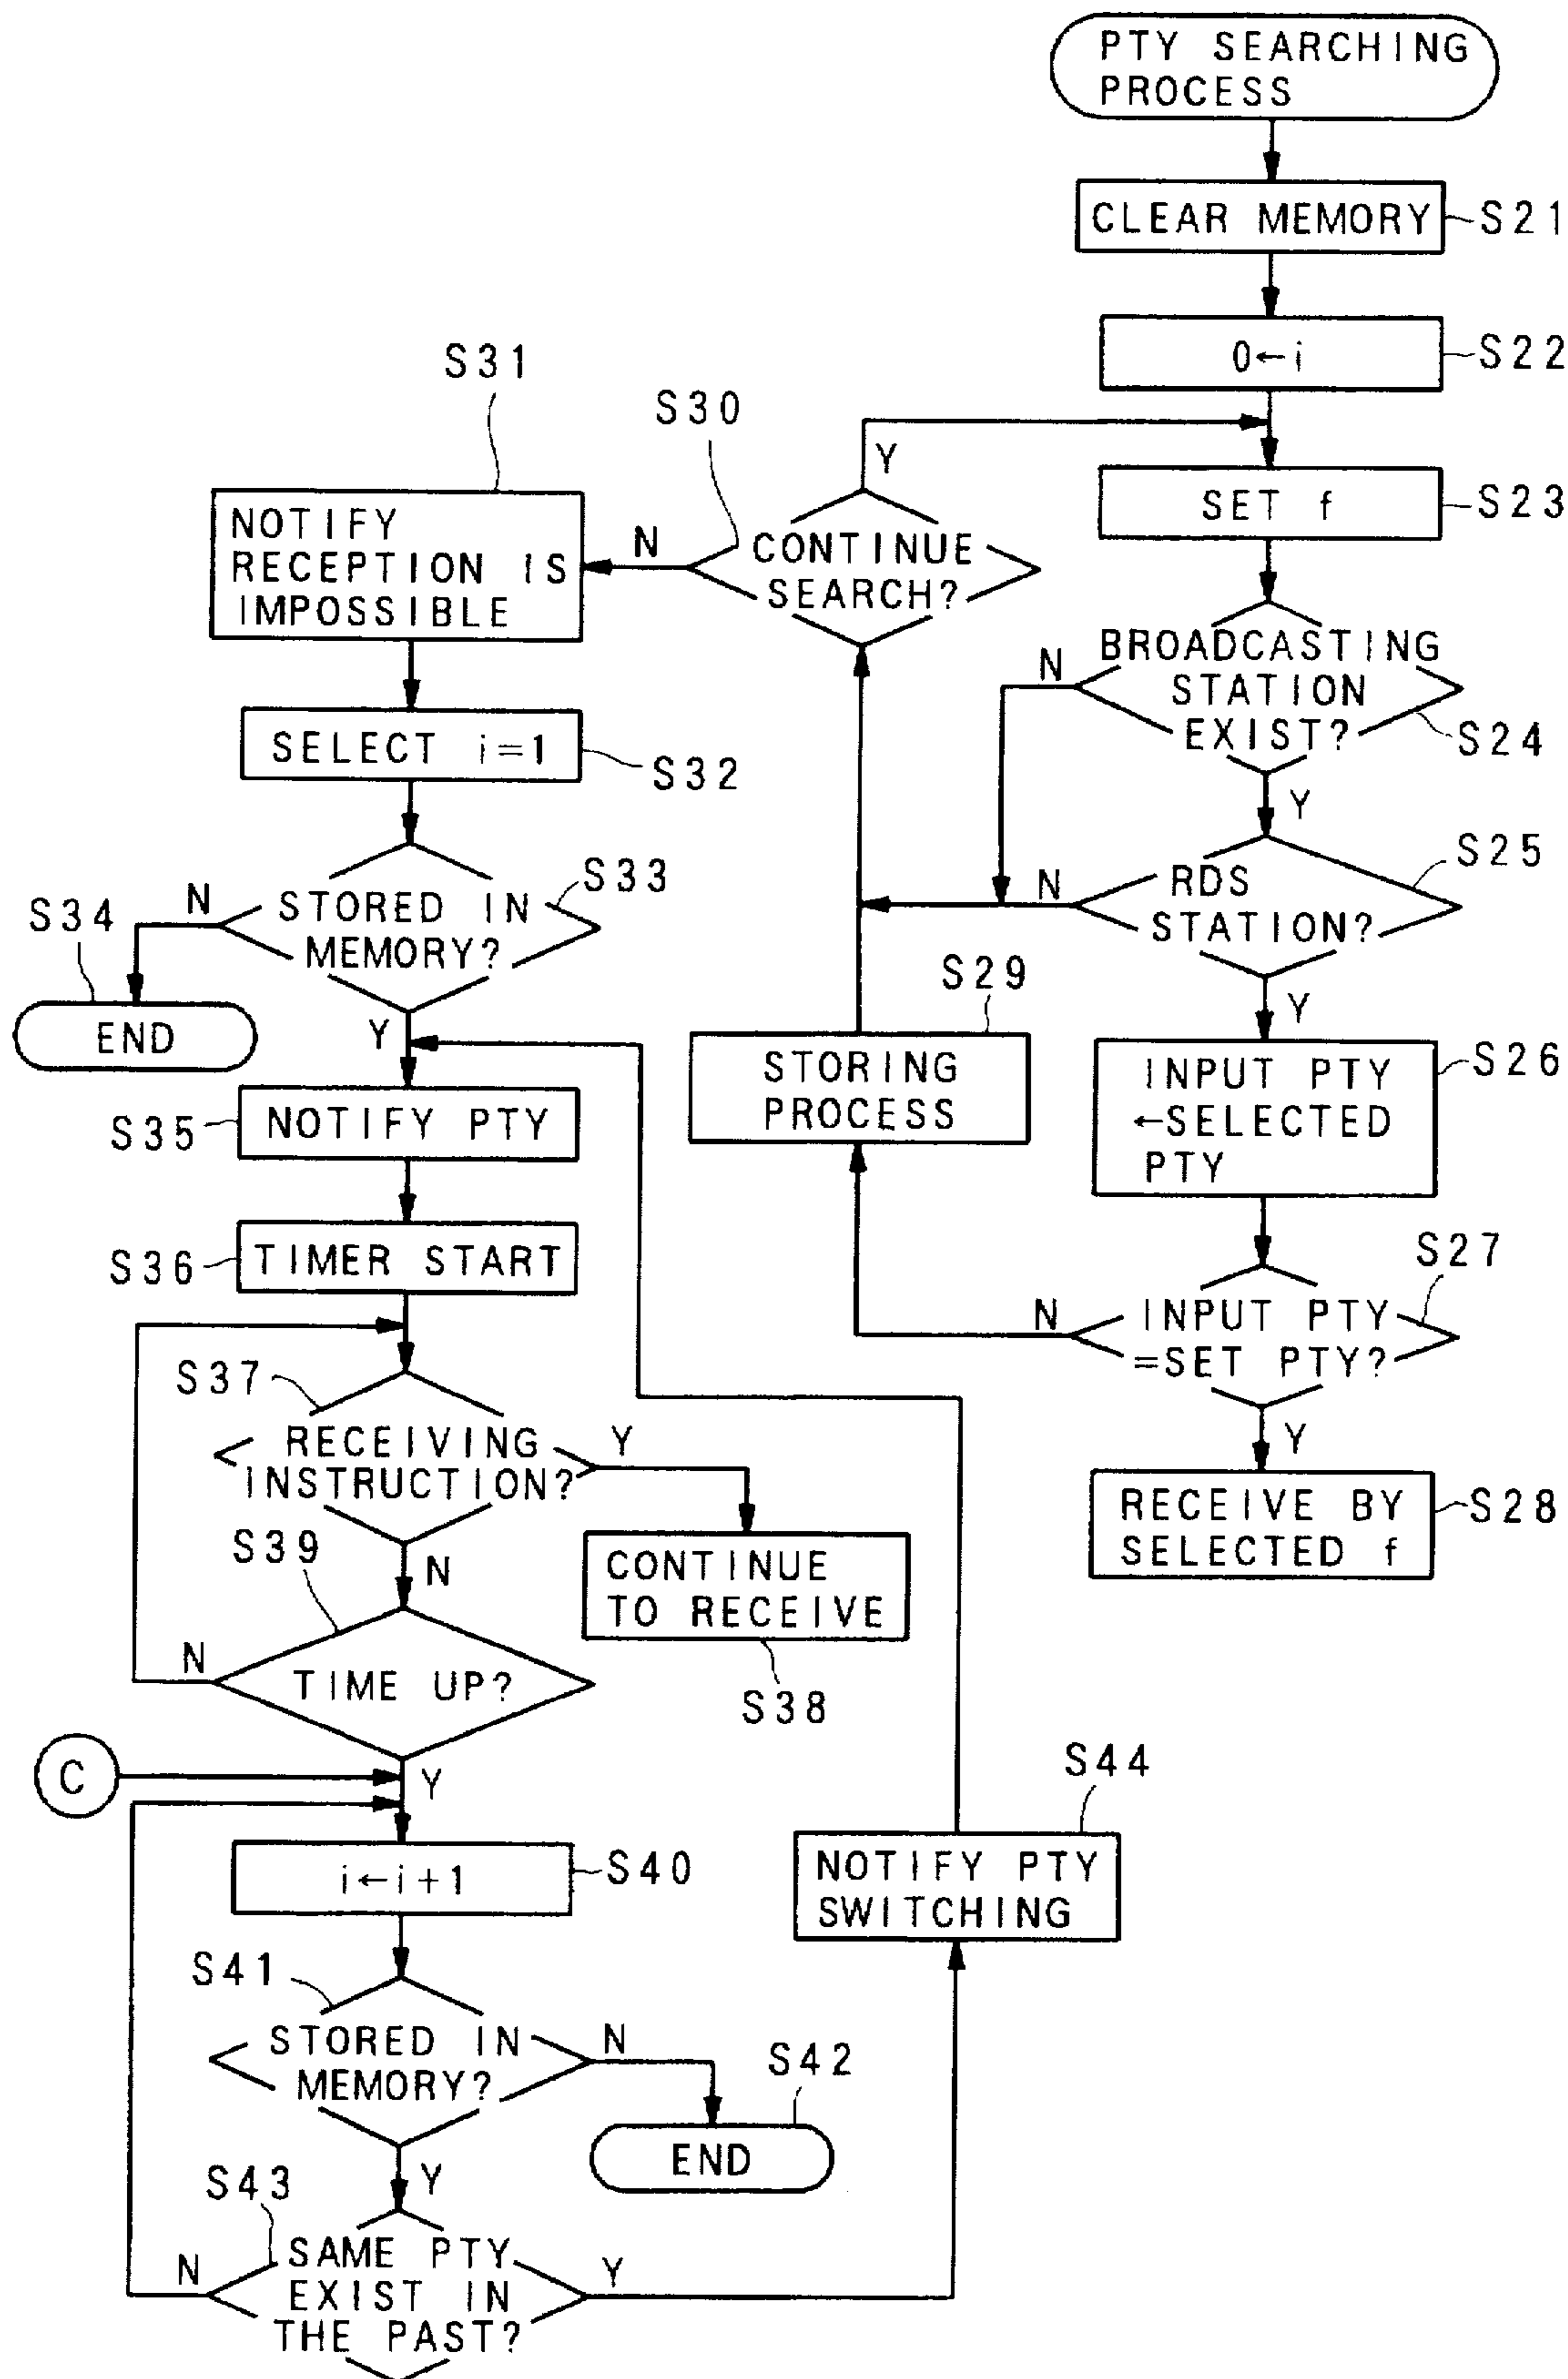 PTY SEARCHING
PROCESS
CLEAR MEMORY
S21
0←i
S22
SET f
S23
BROADCASTING
STATION
EXIST?
S24
N
Y
RDS
STATION?
S25
N
Y
INPUT PTY
←SELECTED
PTY
S26
INPUT PTY
=SET PTY?
S27
N
Y
RECEIVE BY
SELECTED f
S28
S29
STORING
PROCESS
S30
CONTINUE
SEARCH?
Y
N
S31
NOTIFY
RECEPTION IS
IMPOSSIBLE
SELECT i=1
S32
STORED IN
MEMORY?
S33
N
Y
S34
END
S35
NOTIFY PTY
S36
TIMER START
S37
RECEIVING
INSTRUCTION?
Y
N
CONTINUE
TO RECEIVE
S38
S39
TIME UP?
N
Y
C
i←i+1
S40
S41
STORED IN
MEMORY?
N
Y
S42
END
S43
SAME PTY
EXIST IN
THE PAST?
N
Y
S44
NOTIFY PTY
SWITCHING